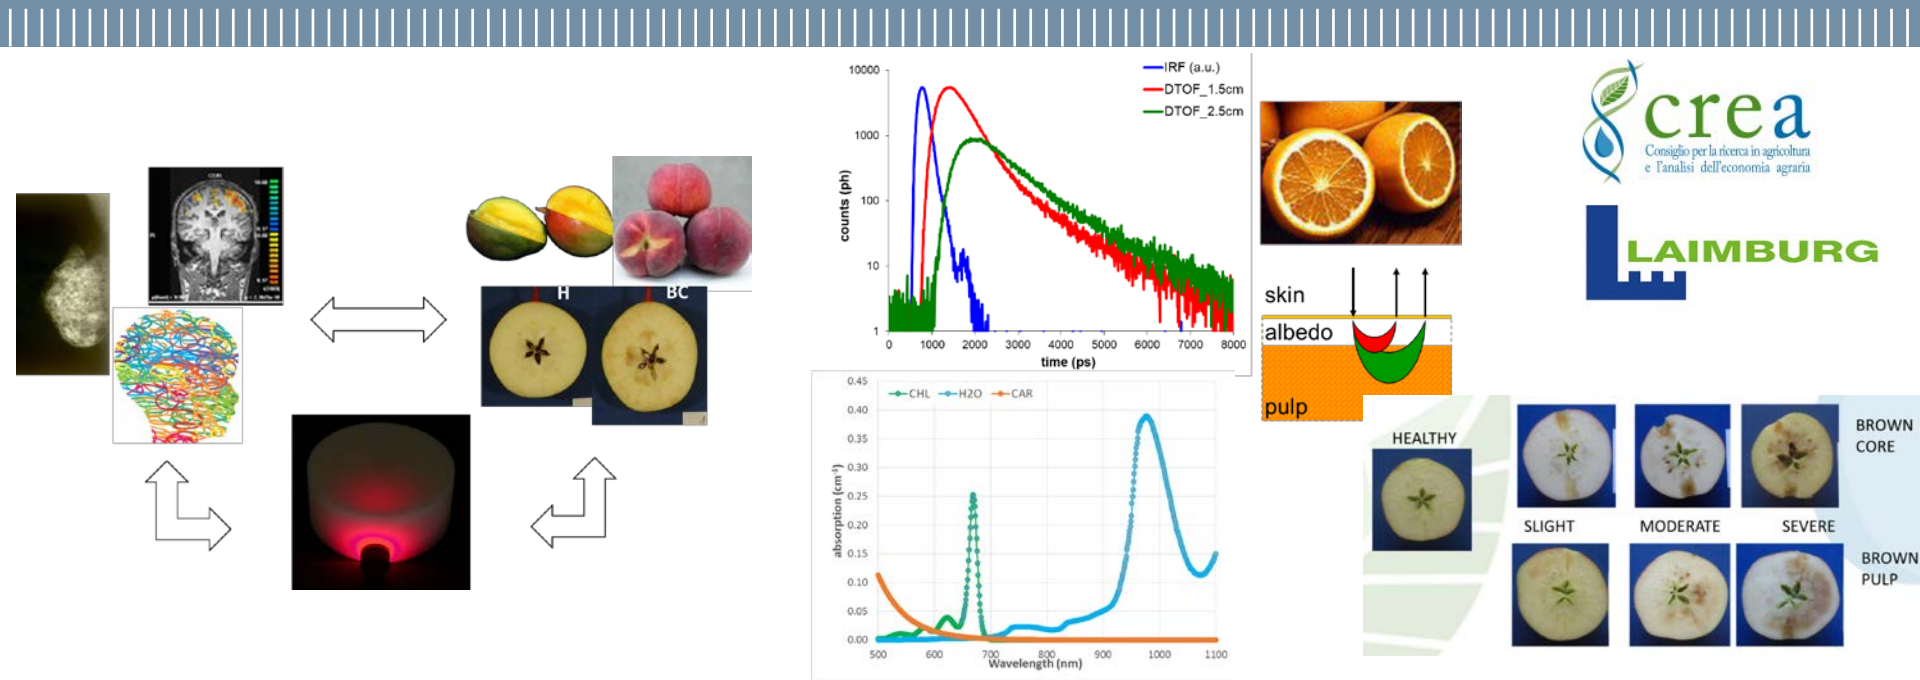 H
BC
10000
1000
100
10
1
counts (ph)
IRF (a.u.)
DTOF_1.5cm
DTOF_2.5cm
0 1000 2000 3000 4000 5000 6000 7000 8000
time (ps)
0.45
0.40
0.35
0.30
0.25
0.20
0.15
0.10
0.05
0.00
absorption (cm-1)
CHL H2O CAR
500 600 700 800 900 1000 1100
Wavelength (nm)
skin
albedo
pulp
crea
Consiglio per la ricerca in agricoltura
e l'analisi dell'economia agraria
LAIMBURG
HEALTHY
BROWN
CORE
SLIGHT MODERATE SEVERE
BROWN
PULP